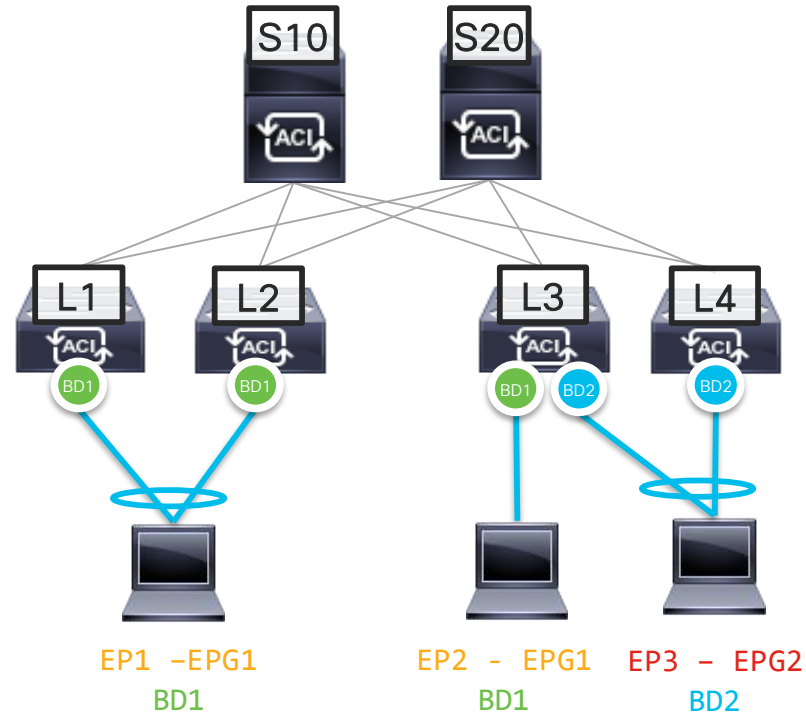 S10
S20
ACI
ACI
L1
L2
L3
L4
ACI
ACI
ACI
ACI
BD1
BD1
BD1
BD2
BD2
EP1 –EPG1
BD1
EP2 - EPG1
BD1
EP3 – EPG2
BD2